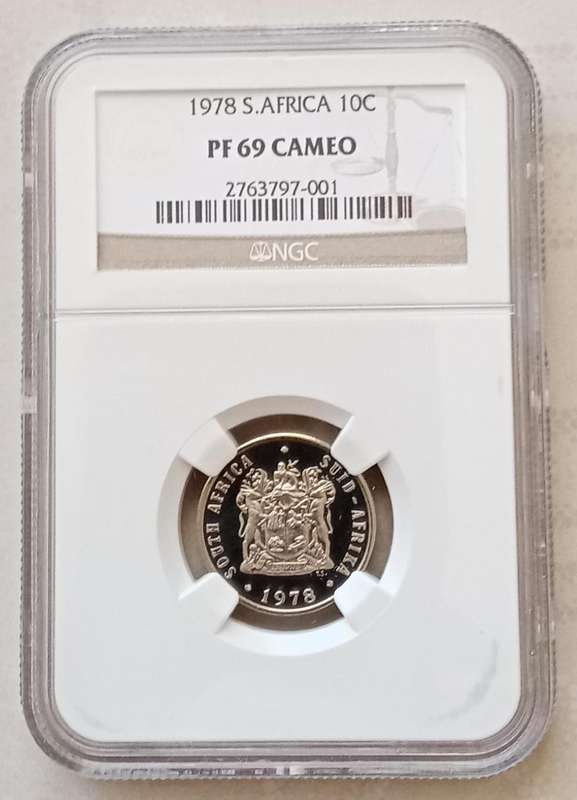 1978 S.AFRICA 10C
PF 69 CAMEO
2763797-001
NGC
SOUTH AFRICA
SUID-AFRIKA
1978